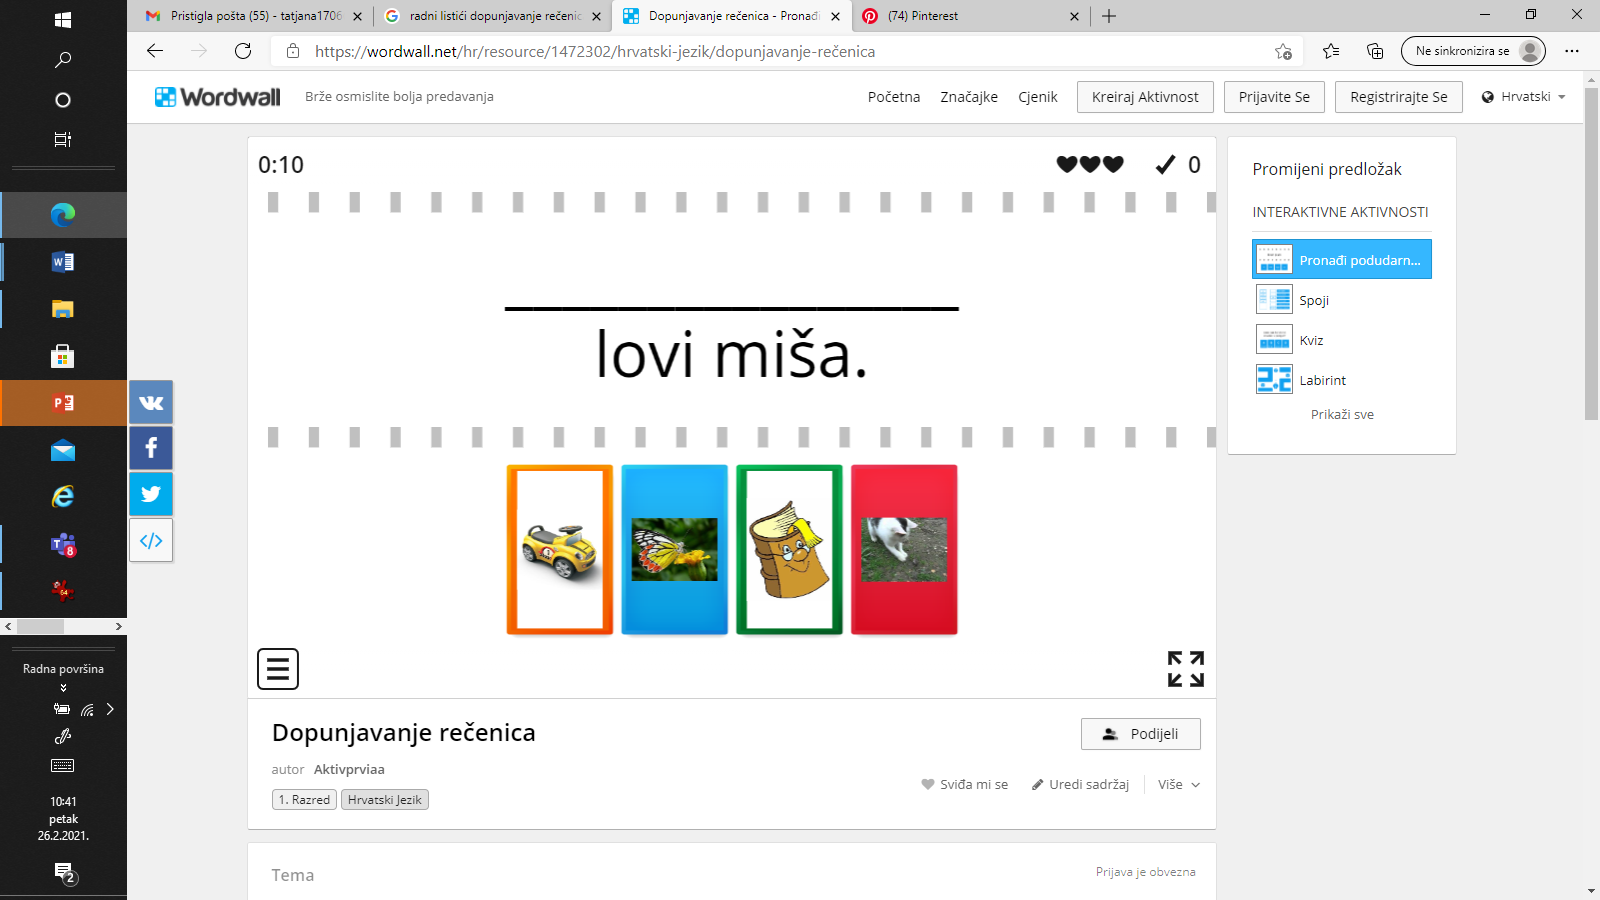 Pristigla pošta (55) - tatjana1706
radni listići dopunjavanje rečenic
Dopunjavanje rečenica - Pronađi
(74) Pinterest
https://wordwall.net/hr/resource/1472302/hrvatski-jezik/dopunjavanje-rečenica
Ne sinkronizira se
Wordwall
Brže osmislite bolja predavanja
Početna
Značajke
Cjenik
Kreiraj Aktivnost
Prijavite Se
Registrirajte Se
Hrvatski
0:10
0
________________
lovi miša.
Promijeni predložak
INTERAKTIVNE AKTIVNOSTI
Pronađi podudarn...
Spoji
Kviz
Labirint
Prikaži sve
Dopunjavanje rečenica
Podijeli
autor Aktivprviaa
1. Razred
Hrvatski Jezik
Sviđa mi se
Uredi sadržaj
Više
Tema
Prijava je obvezna
8
64
Radna površina
10:41
petak
26.2.2021.
2